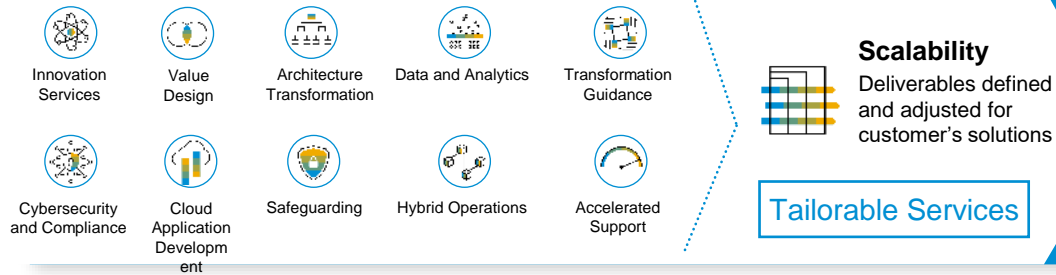 Innovation
Services
Value
Design
Architecture
Transformation
Data and Analytics
Transformation
Guidance
Cybersecurity
and Compliance
Cloud
Application
Developm
ent
Safeguarding
Hybrid Operations
Accelerated
Support
Scalability
Deliverables defined
and adjusted for
customer’s solutions
Tailorable Services